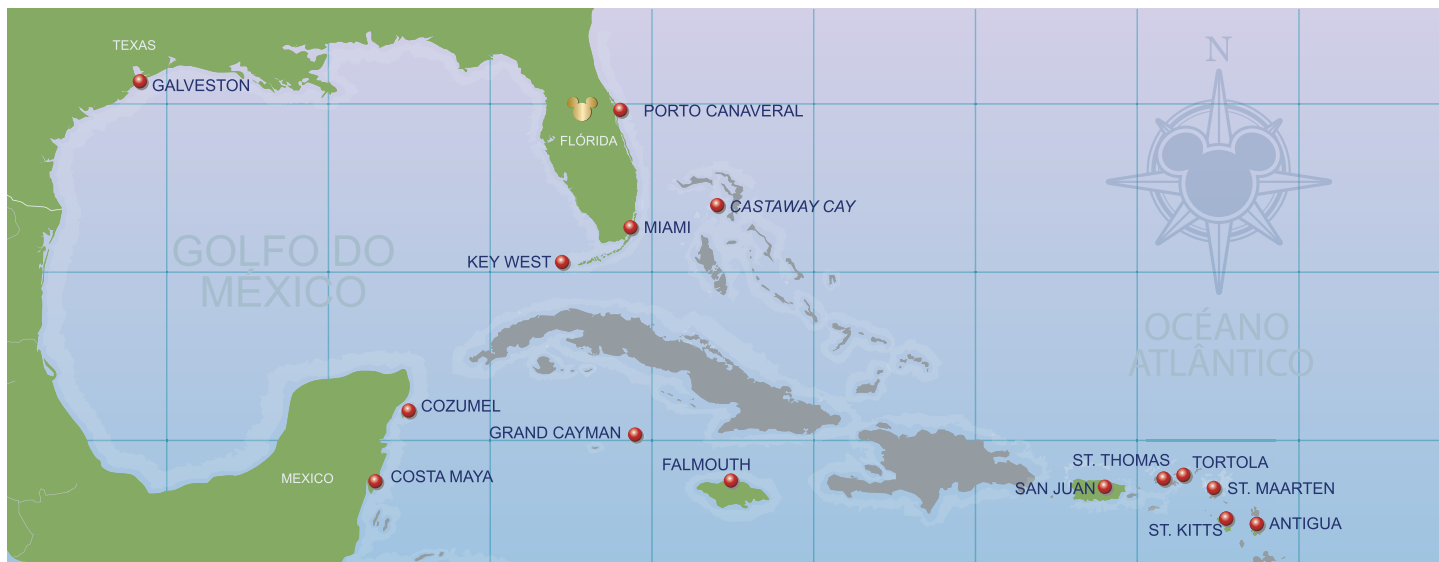 N
TEXAS
GALVESTON
PORTO CANAVERAL
FLÓRIDA
CASTAWAY CAY
MIAMI
KEY WEST
GOLFO DO
MÉXICO
OCÉANO
ATLÂNTICO
COZUMEL
GRAND CAYMAN
COSTA MAYA
MEXICO
FALMOUTH
ST. THOMAS
TORTOLA
SAN JUAN
ST. MAARTEN
ST. KITTS
ANTIGUA